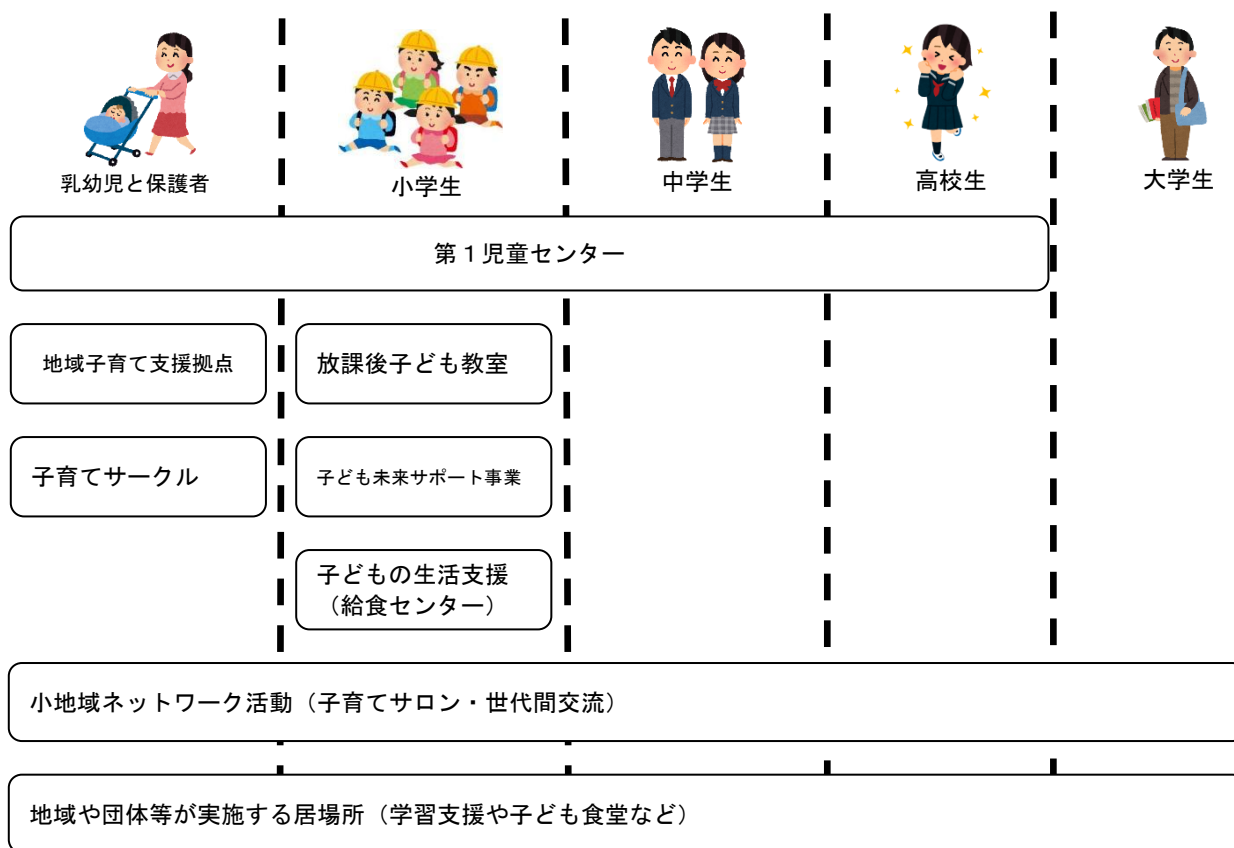 乳幼児と保護者
小学生
中学生
高校生
大学生
第１児童センター
地域子育て支援拠点
放課後子ども教室
子育てサークル
子ども未来サポート事業
子どもの生活支援
（給食センター）
小地域ネットワーク活動（子育てサロン・世代間交流）
地域や団体等が実施する居場所（学習支援や子ども食堂など）